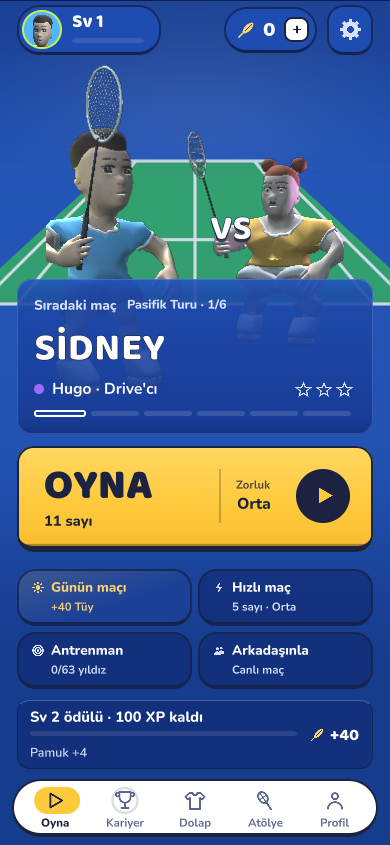 Sv 1
0
+
VS
Sıradaki maç Pasifik Turu · 1/6
SİDNEY
Hugo · Drive'cı
OYNA
11 sayı
Zorluk
Orta
Günün maçı
+40 Tüy
Hızlı maç
5 sayı · Orta
Antrenman
0/63 yıldız
Arkadaşınla
Canlı maç
Sv 2 ödülü · 100 XP kaldı
+40
Pamuk +4
Oyna
Kariyer
Dolap
Atölye
Profil